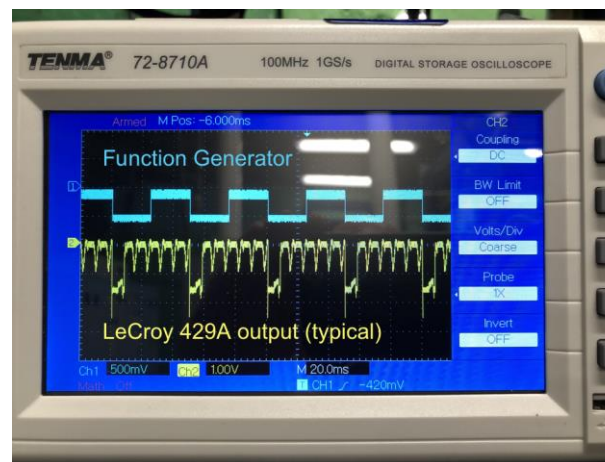 TENMA® 72-8710A 100MHz 1GS/s DIGITAL STORAGE OSCILLOSCOPE
Armed M Pos: -6.000ms CH2
Coupling
DC
Function Generator
1
BW Limit
OFF
Volts/Div
Coarse
2
Probe
1X
Invert
OFF
LeCroy 429A output (typical)
Ch1 500mV Ch2 1.00V M 20.0ms
Math Off T CH1 -420mV